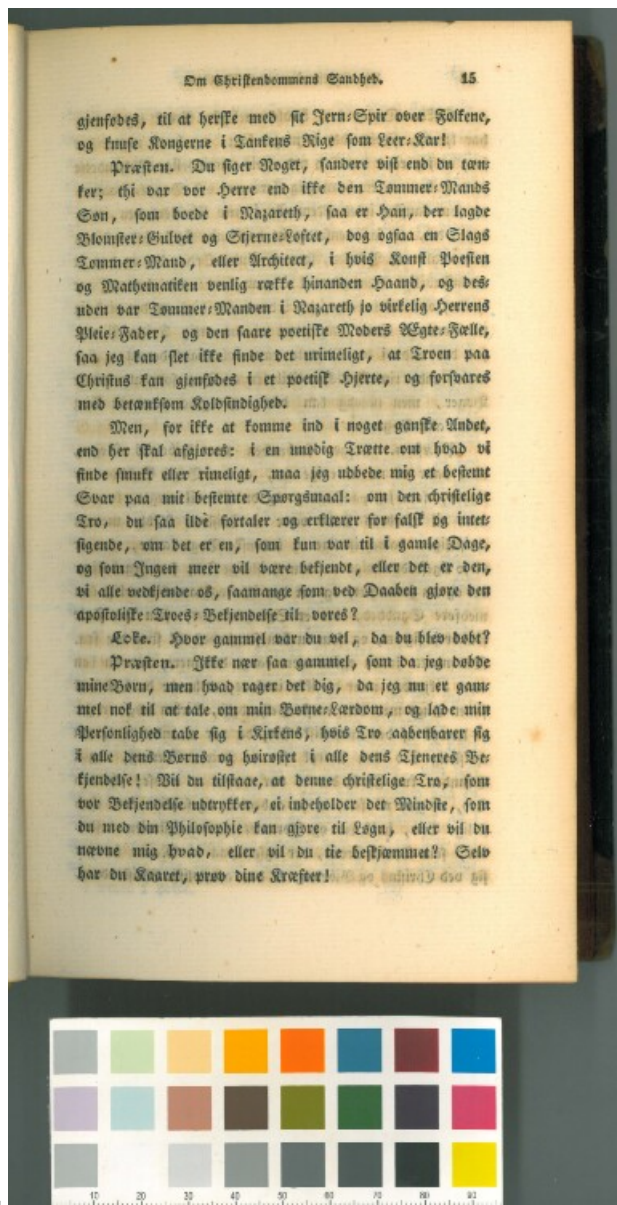 Om Christendommens Sandhed. 15
gjenfødes, til at herske med sit Jern-Spir over Folkene,
og knuse Kongerne i Tankens Rige som Leer-Kar!
Præsten. Du siger Noget, sandere vist end du tæn-
ker; thi var vor Herre end ikke den Tømmer-Mands
Søn, som boede i Nazareth, saa er Han, der lagde
Blomster-Gulvet og Stjerne-Loftet, dog ogsaa en Slags
Tømmer-Mand, eller Architect, i hvis Konst Poesien
og Mathematiken venlig række hinanden Haand, og des-
uden var Tømmer-Manden i Nazareth jo virkelig Herrens
Pleie-Fader, og den saare poetiske Moders Ægte-Fælle,
saa jeg kan slet ikke finde det urimeligt, at Troen paa
Christus kan gjenfødes i et poetisk Hjerte, og forsvares
med betænksom Koldsindighed.
Men, for ikke at komme ind i noget ganske Andet,
end her skal afgjøres: i en unødig Trætte om hvad vi
finde smukt eller rimeligt, maa jeg udbede mig et bestemt
Svar paa mit bestemte Spørgsmaal: om den christelige
Tro, du saa ilde fortaler og erklærer for falsk og intet-
sigende, om det er en, som kun var til i gamle Dage,
og som Ingen meer vil være bekjendt, eller det er den,
vi alle vedkjende os, saamange som ved Daaben gjøre den
apostoliske Troes-Bekjendelse til vores?
Loke. Hvor gammel var du vel, da du blev døbt?
Præsten. Ikke nær saa gammel, som da jeg døbde
mine Børn, men hvad rager det dig, da jeg nu er gam-
mel nok til at tale om min Børne-Lærdom, og lade min
Personlighed tabe sig i Kirkens, hvis Tro aabenbarer sig
i alle dens Børns og høirøstet i alle dens Tjeneres Be-
kjendelse! Vil du tilstaae, at denne christelige Tro, som
vor Bekjendelse udtrykker, ei indeholder det Mindste, som
du med din Philosophie kan gjøre til Løgn, eller vil du
nævne mig hvad, eller vil du tie beskjæmmet? Selv
har du Kaaret, prøv dine Kræfter!
10 20 30 40 50 60 70 80 90